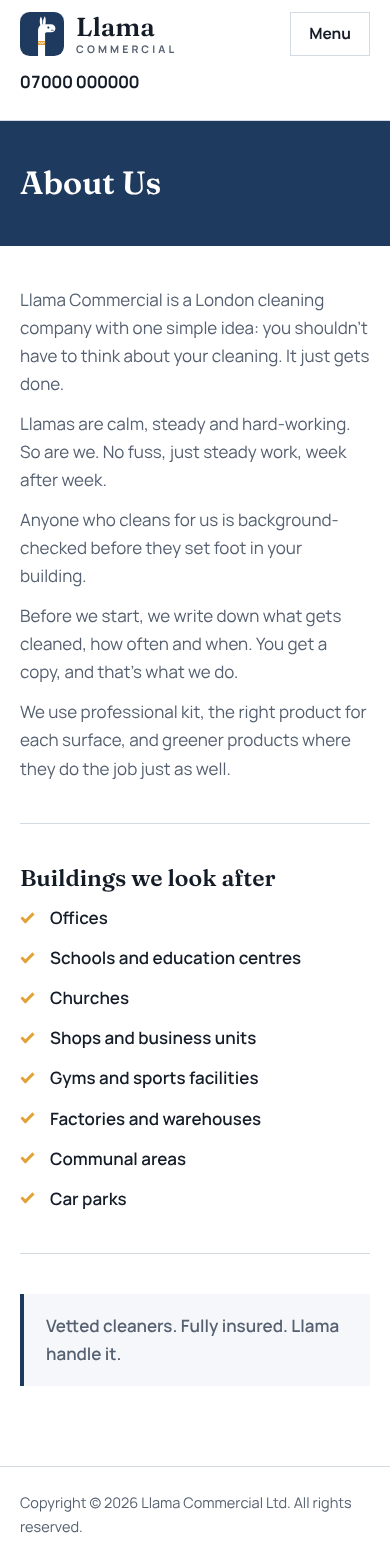 Llama
COMMERCIAL
Menu
07000 000000
About Us
Llama Commercial is a London cleaning
company with one simple idea: you shouldn't
have to think about your cleaning. It just gets
done.
Llamas are calm, steady and hard-working.
So are we. No fuss, just steady work, week
after week.
Anyone who cleans for us is background-
checked before they set foot in your
building.
Before we start, we write down what gets
cleaned, how often and when. You get a
copy, and that's what we do.
We use professional kit, the right product for
each surface, and greener products where
they do the job just as well.
Buildings we look after
Offices
Schools and education centres
Churches
Shops and business units
Gyms and sports facilities
Factories and warehouses
Communal areas
Car parks
Vetted cleaners. Fully insured. Llama
handle it.
Copyright © 2026 Llama Commercial Ltd. All rights
reserved.